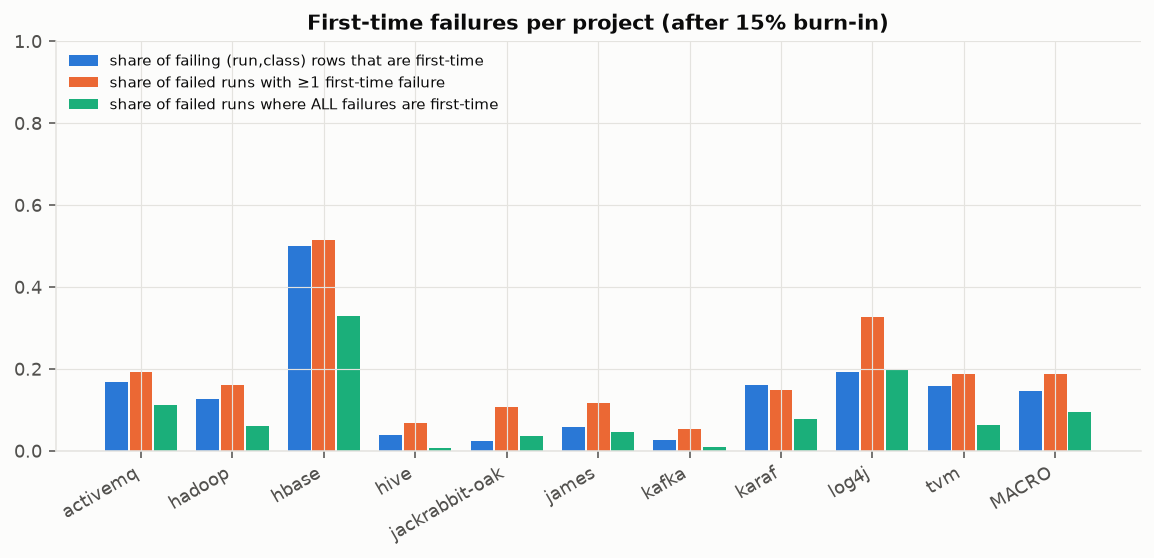 First-time failures per project (after 15% burn-in)
share of failing (run,class) rows that are first-time
share of failed runs with ≥1 first-time failure
share of failed runs where ALL failures are first-time
1.0
0.8
0.6
0.4
0.2
0.0
activemq
hadoop
hbase
hive
jackrabbit-oak
james
kafka
karaf
log4j
tvm
MACRO